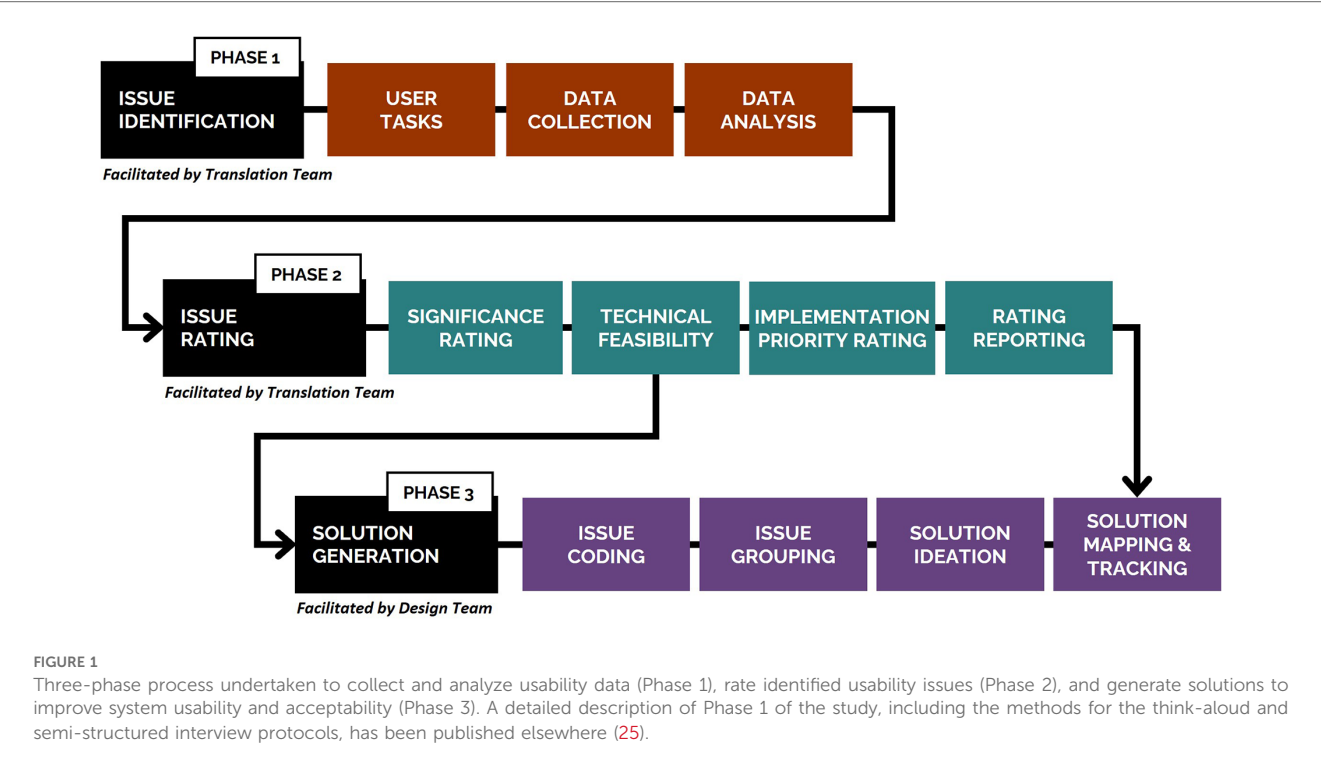 PHASE 1
ISSUE
IDENTIFICATION
USER
TASKS
DATA
COLLECTION
DATA
ANALYSIS
Facilitated by Translation Team
PHASE 2
ISSUE
RATING
SIGNIFICANCE
RATING
TECHNICAL
FEASIBILITY
IMPLEMENTATION
PRIORITY RATING
RATING
REPORTING
Facilitated by Translation Team
PHASE 3
SOLUTION
GENERATION
ISSUE
CODING
ISSUE
GROUPING
SOLUTION
IDEATION
SOLUTION
MAPPING &
TRACKING
Facilitated by Design Team
FIGURE 1
Three-phase process undertaken to collect and analyze usability data (Phase 1), rate identified usability issues (Phase 2), and generate solutions to
improve system usability and acceptability (Phase 3). A detailed description of Phase 1 of the study, including the methods for the think-aloud and
semi-structured interview protocols, has been published elsewhere (25).